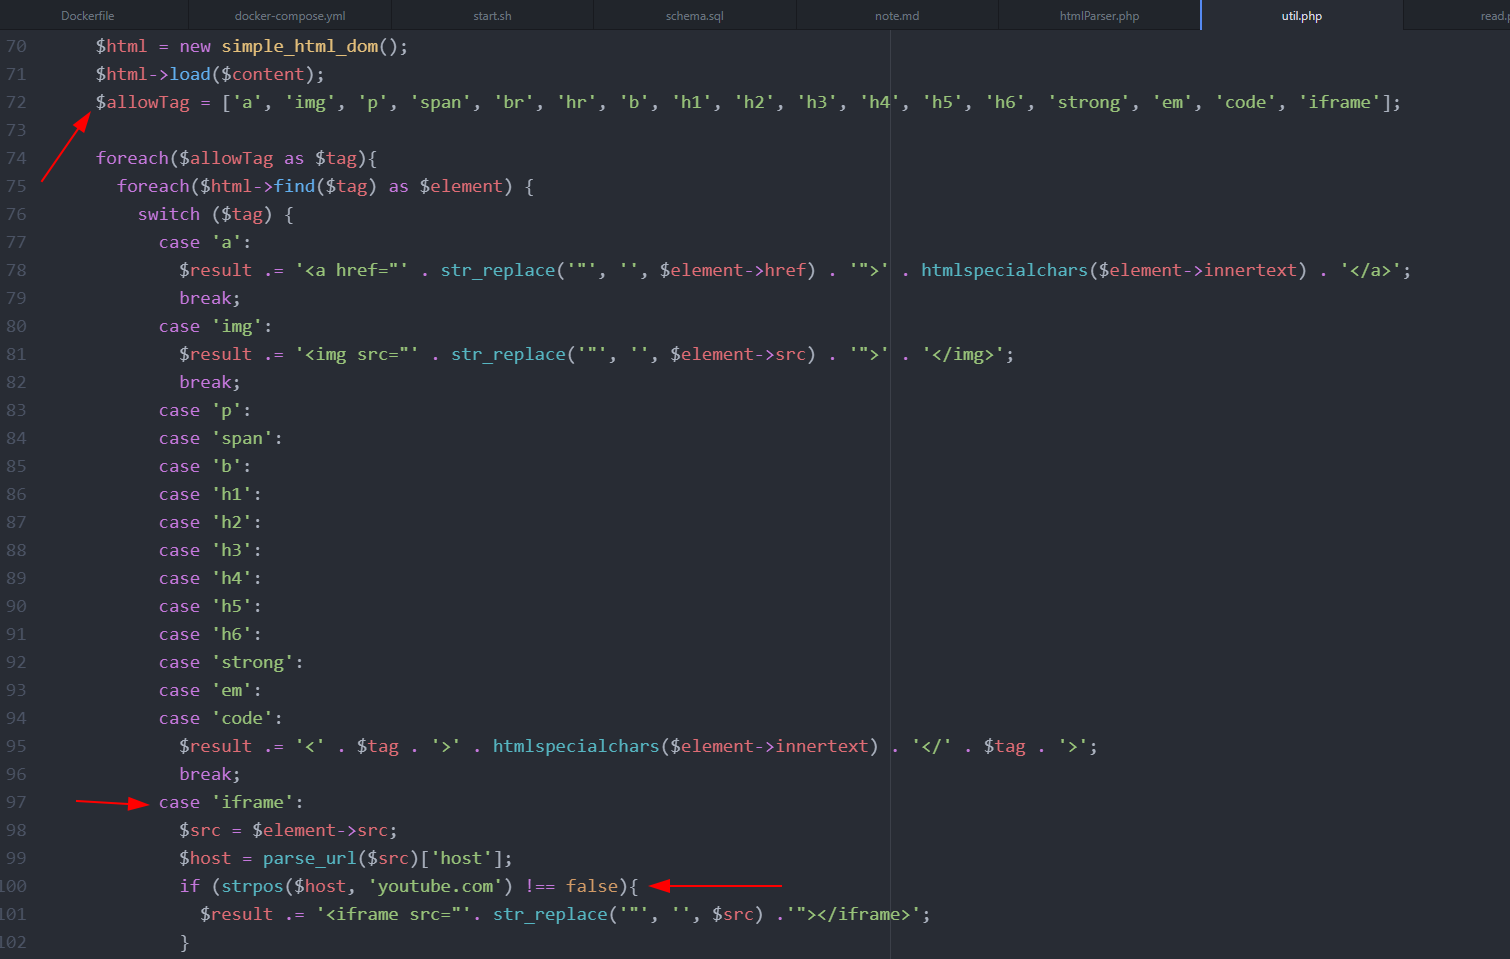 Dockerfile docker-compose.yml start.sh schema.sql note.md htmlParser.php util.php read.p
70 $html = new simple_html_dom();
71 $html->load($content);
72 $allowTag = ['a', 'img', 'p', 'span', 'br', 'hr', 'b', 'h1', 'h2', 'h3', 'h4', 'h5', 'h6', 'strong', 'em', 'code', 'iframe'];
73
74 foreach($allowTag as $tag){
75 foreach($html->find($tag) as $element) {
76 switch ($tag) {
77 case 'a':
78 $result .= '<a href="' . str_replace('"', '', $element->href) . '">' . htmlspecialchars($element->innertext) . '</a>';
79 break;
80 case 'img':
81 $result .= '<img src="' . str_replace('"', '', $element->src) . '">' . '</img>';
82 break;
83 case 'p':
84 case 'span':
85 case 'b':
86 case 'h1':
87 case 'h2':
88 case 'h3':
89 case 'h4':
90 case 'h5':
91 case 'h6':
92 case 'strong':
93 case 'em':
94 case 'code':
95 $result .= '<' . $tag . '>' . htmlspecialchars($element->innertext) . '</' . $tag . '>';
96 break;
97 case 'iframe':
98 $src = $element->src;
99 $host = parse_url($src)['host'];
100 if (strpos($host, 'youtube.com') !== false){
101 $result .= '<iframe src="'. str_replace('"', '', $src) .'"></iframe>';
102 }